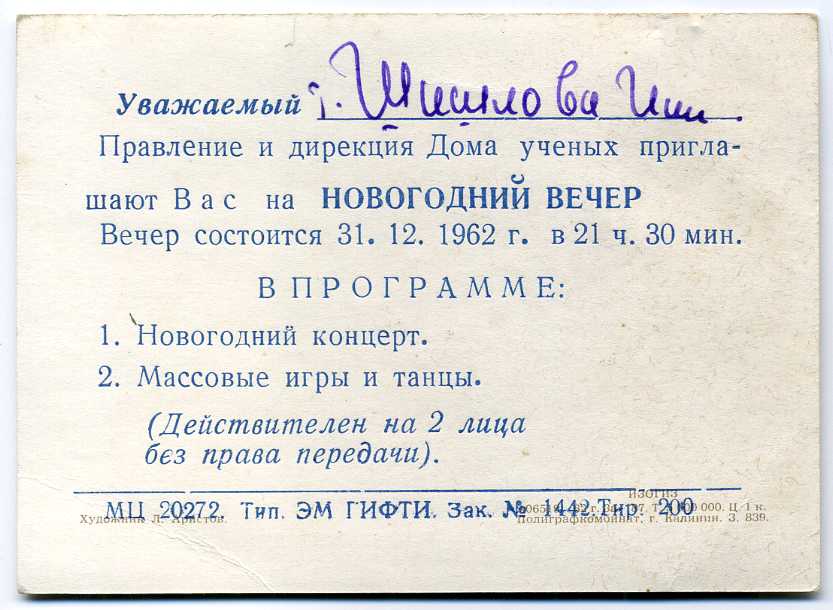 Уважаемый т.
Правление и дирекция Дома ученых пригла-
шают Вас на НОВОГОДНИЙ ВЕЧЕР
Вечер состоится 31. 12. 1962 г. в 21 ч. 30 мин.
В ПРОГРАММЕ:
1. Новогодний концерт.
2. Массовые игры и танцы.
(Действителен на 2 лица
без права передачи).
ИЗОГИЗ
МЦ 20272. Тип. ЭМ ГИФТИ. Зак. № 1442. Тир. 200
Художник Л. Аристов.
Полиграфкомбинат, г. Калинин. З. 839.